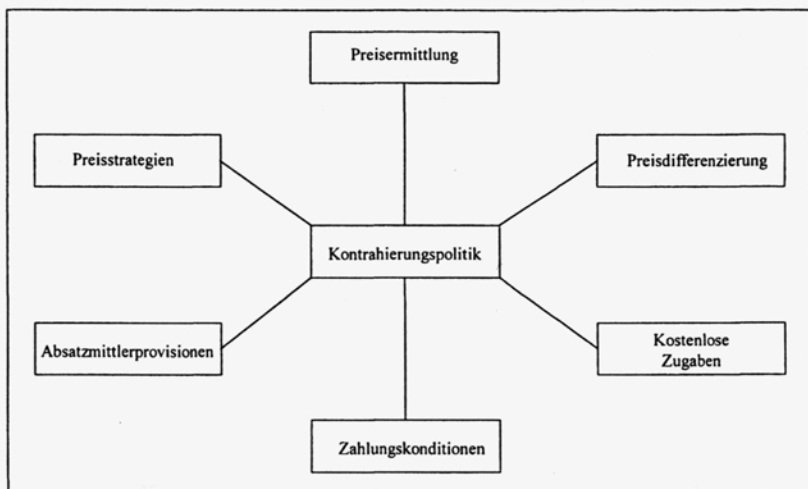 Preisermittlung
Preisstrategien
Preisdifferenzierung
Kontrahierungspolitik
Absatzmittlerprovisionen
Kostenlose
Zugaben
Zahlungskonditionen